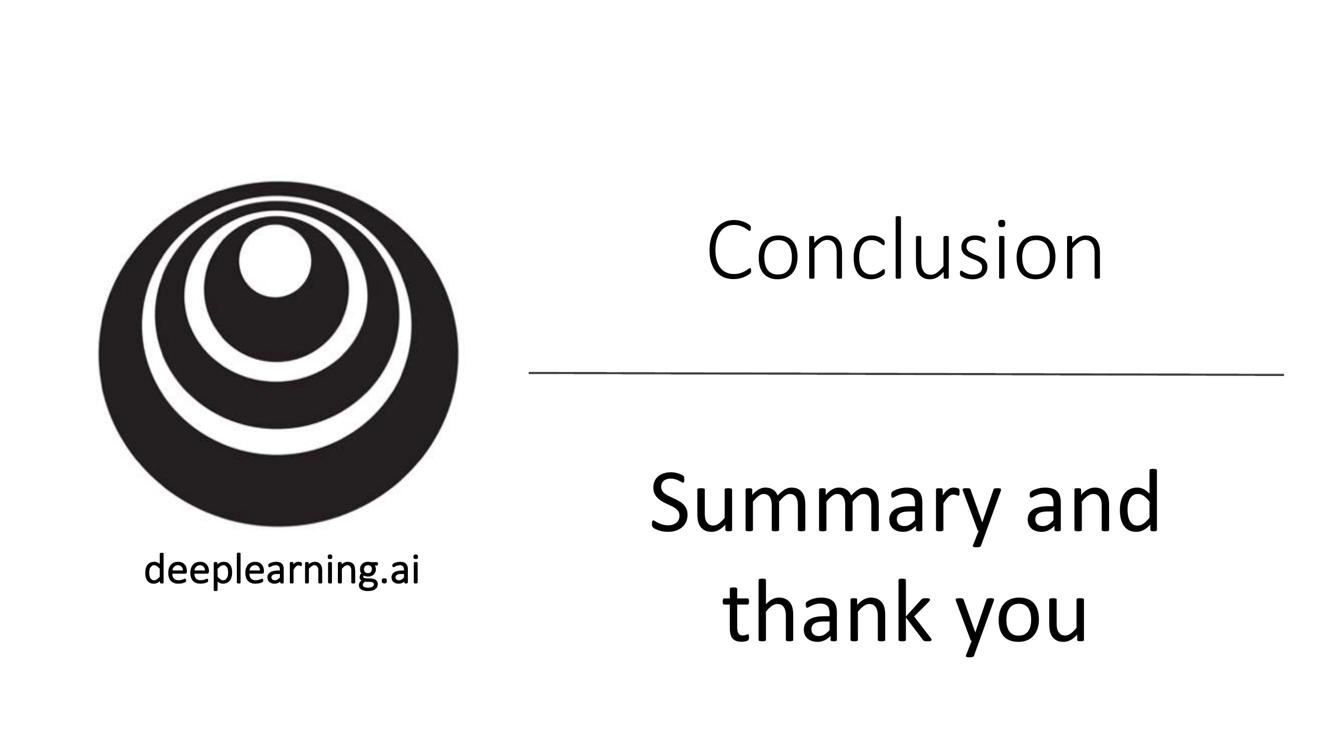 Conclusion
Summary and
thank you
deeplearning.ai